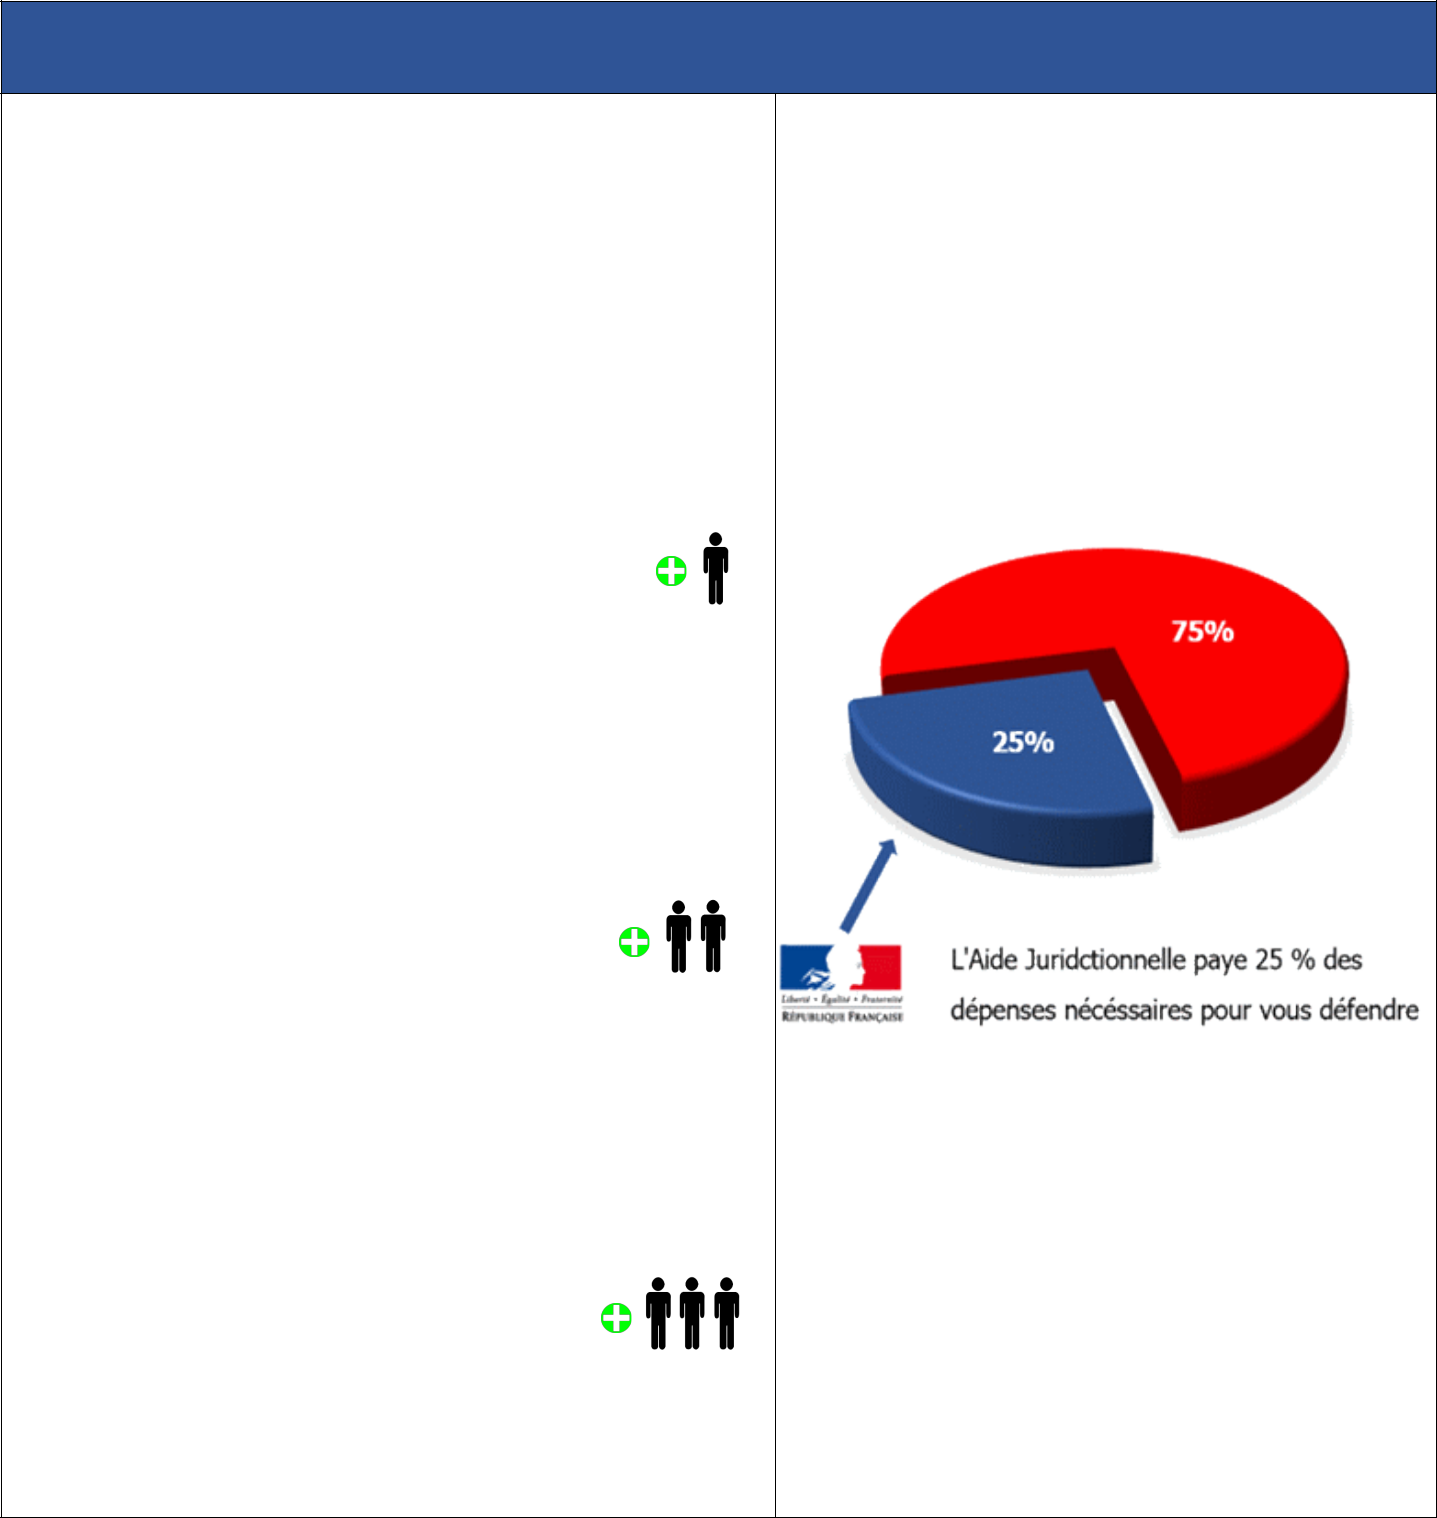 75%
25%
Liberté • Égalité • Fraternité
RÉPUBLIQUE FRANÇAISE
L'Aide Juridctionnelle paye 25 % des
dépenses nécéssaires pour vous défendre